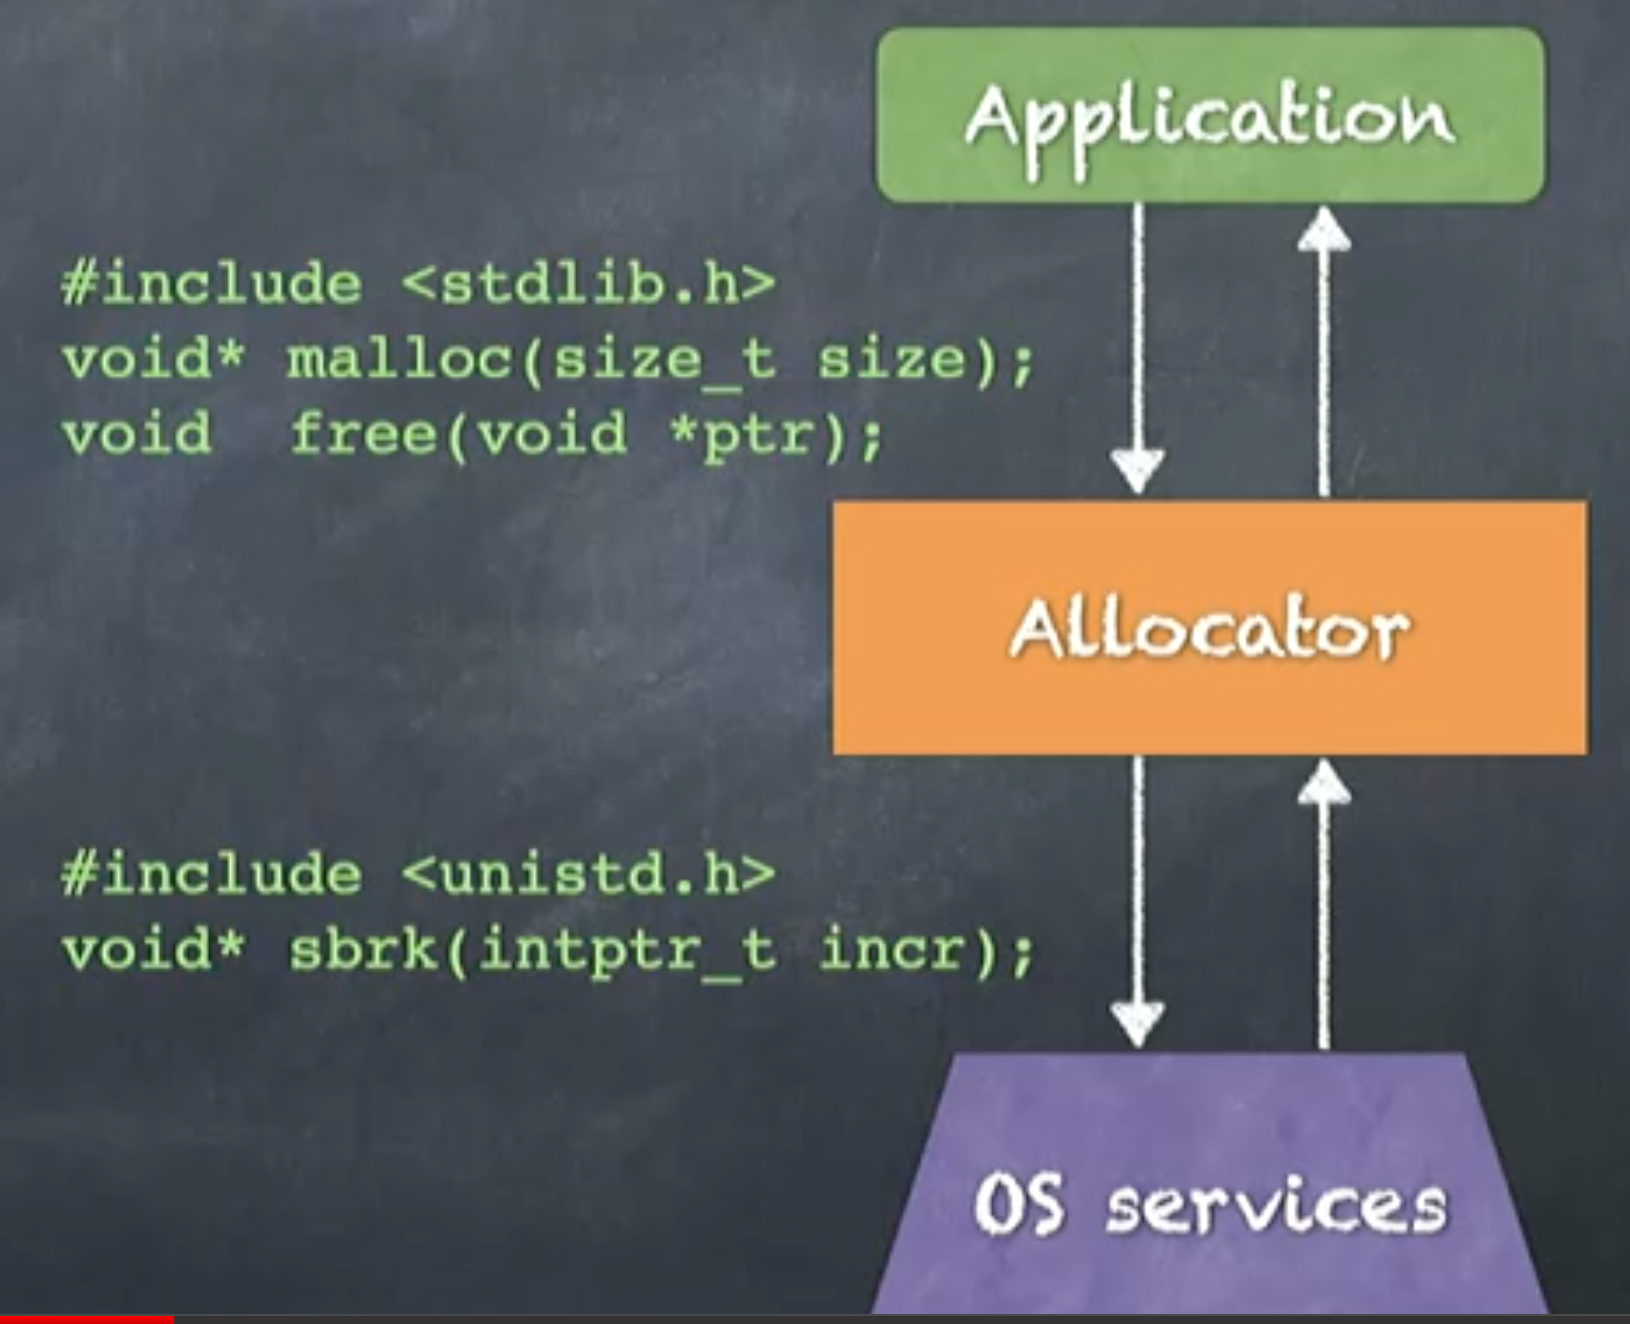 Application
#include <stdlib.h>
void* malloc(size_t size);
void  free(void *ptr);
Allocator
#include <unistd.h>
void* sbrk(intptr_t incr);
OS services